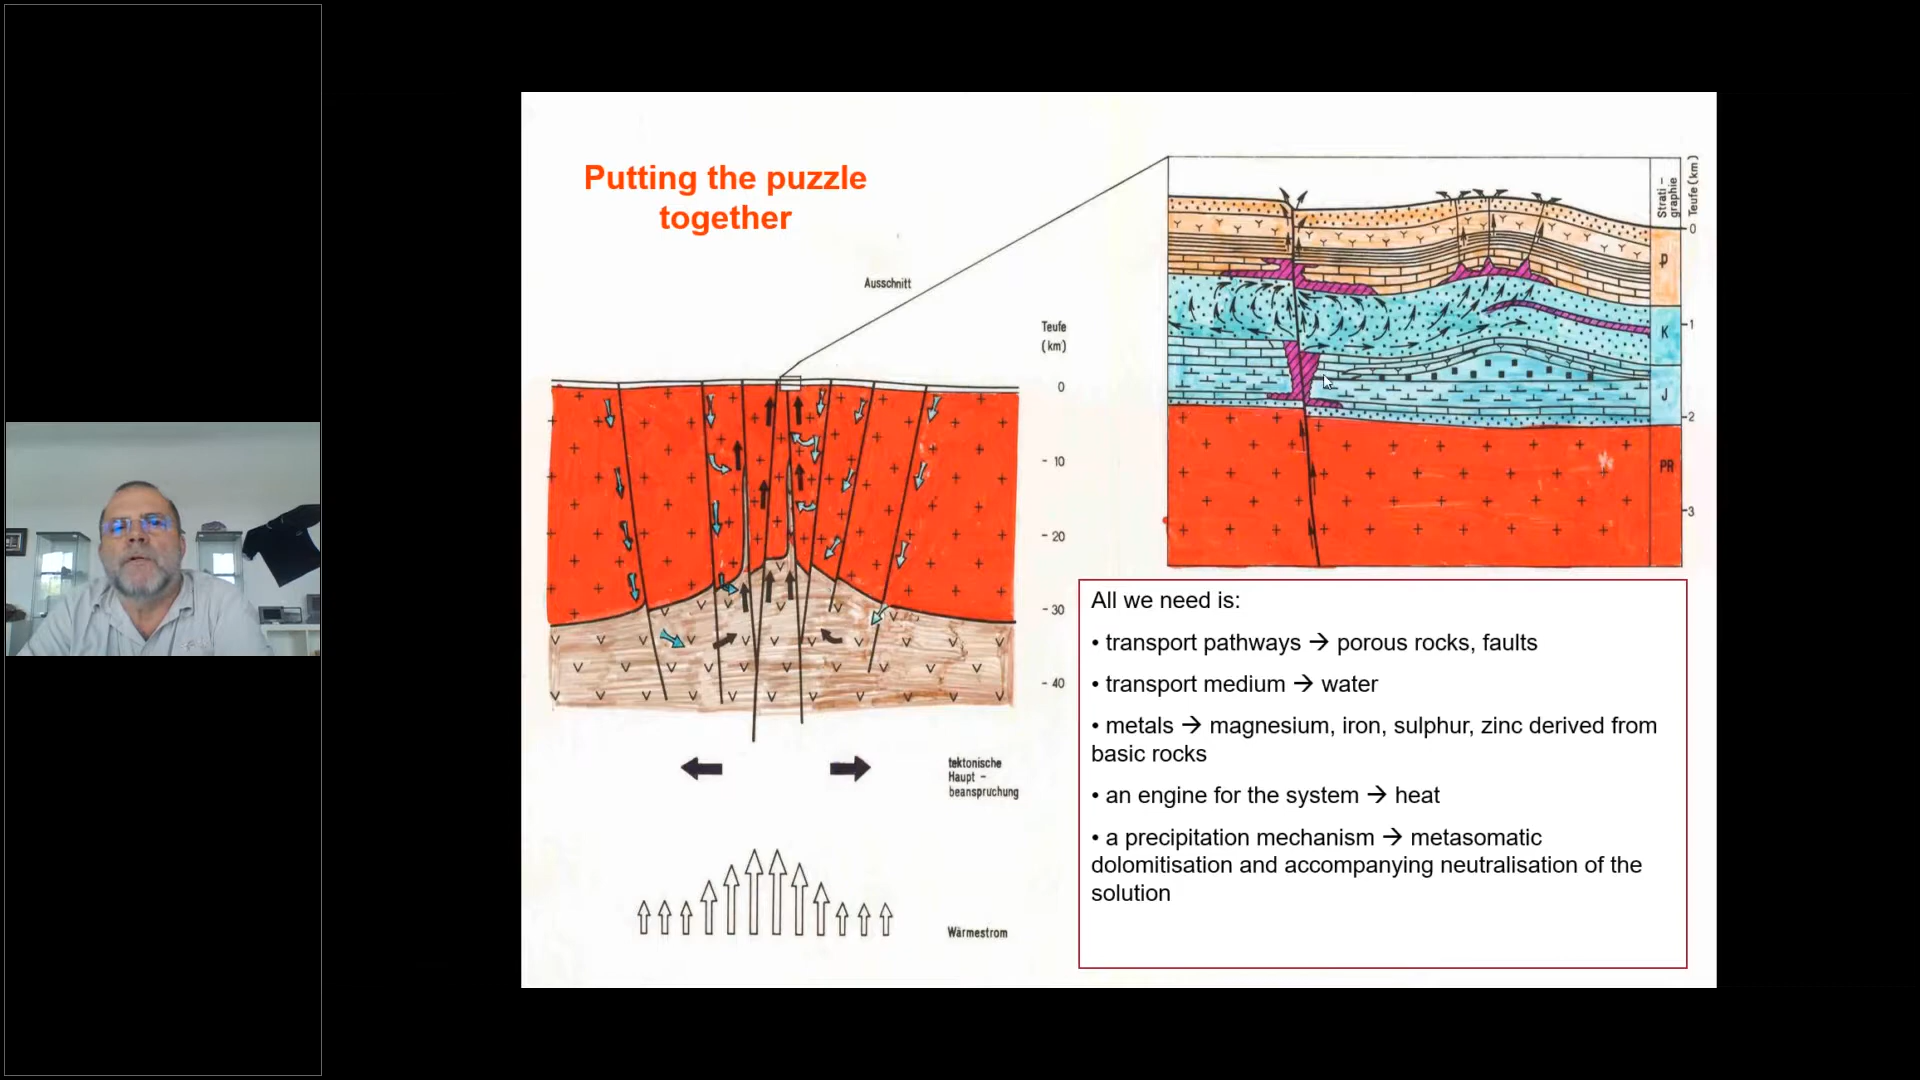 Putting the puzzle
together
Ausschnitt
Teufe
(km)
0
- 10
- 20
- 30
- 40
tektonische
Haupt -
beanspruchung
Wärmestrom
Strati -
graphie
Teufe (km)
0
1
2
3
P
K
J
PR
All we need is:
• transport pathways → porous rocks, faults
• transport medium → water
• metals → magnesium, iron, sulphur, zinc derived from
basic rocks
• an engine for the system → heat
• a precipitation mechanism → metasomatic
dolomitisation and accompanying neutralisation of the
solution